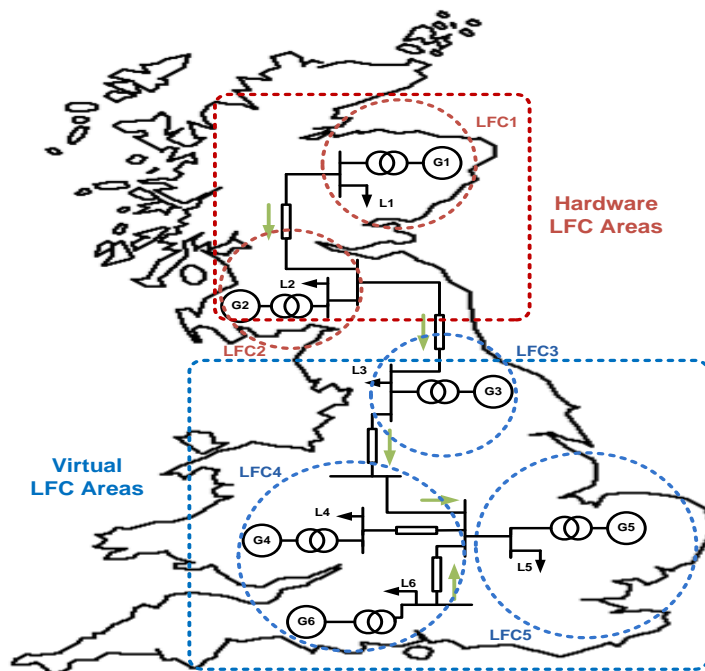 LFC1
G1
L1
Hardware
LFC Areas
L2
G2
LFC2
LFC3
L3
G3
Virtual
LFC Areas
LFC4
L4
G4
G5
L5
L6
G6
LFC5